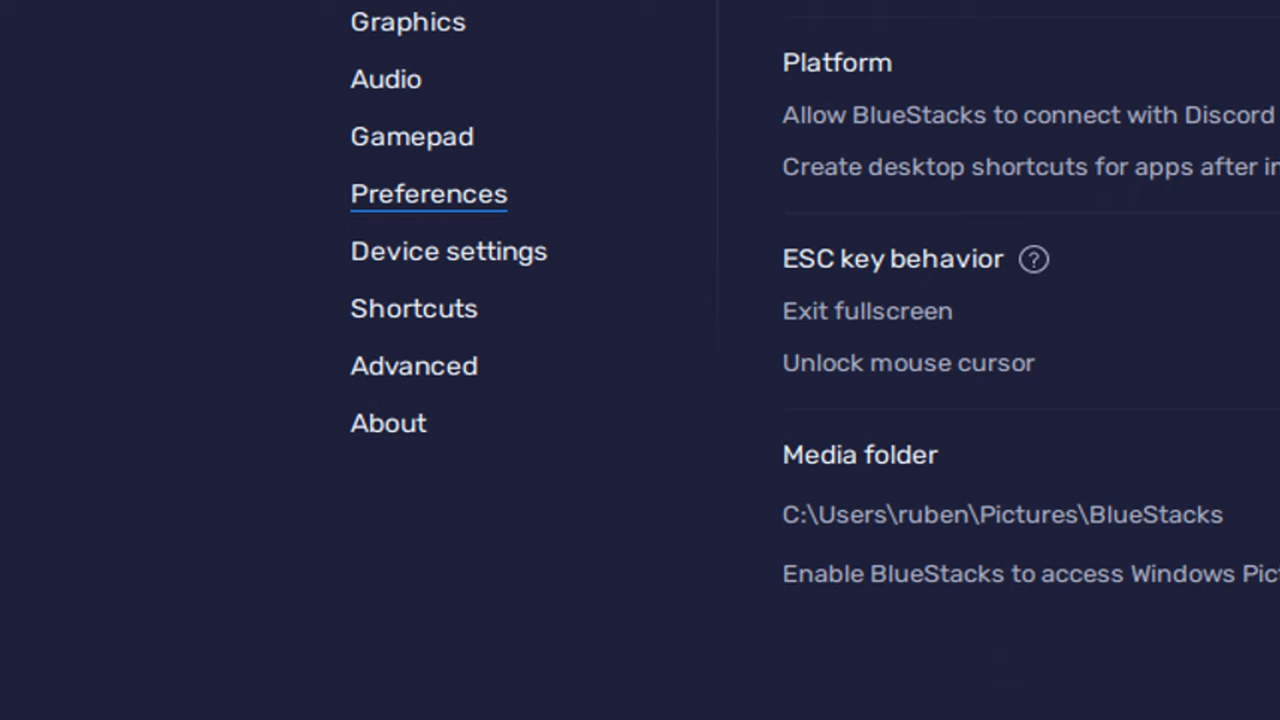 Graphics
Audio
Gamepad
Preferences
Device settings
Shortcuts
Advanced
About
Platform
Allow BlueStacks to connect with Discord
Create desktop shortcuts for apps after
ESC key behavior ?
Exit fullscreen
Unlock mouse cursor
Media folder
C:\Users\ruben\Pictures\BlueStacks
Enable BlueStacks to access Windows